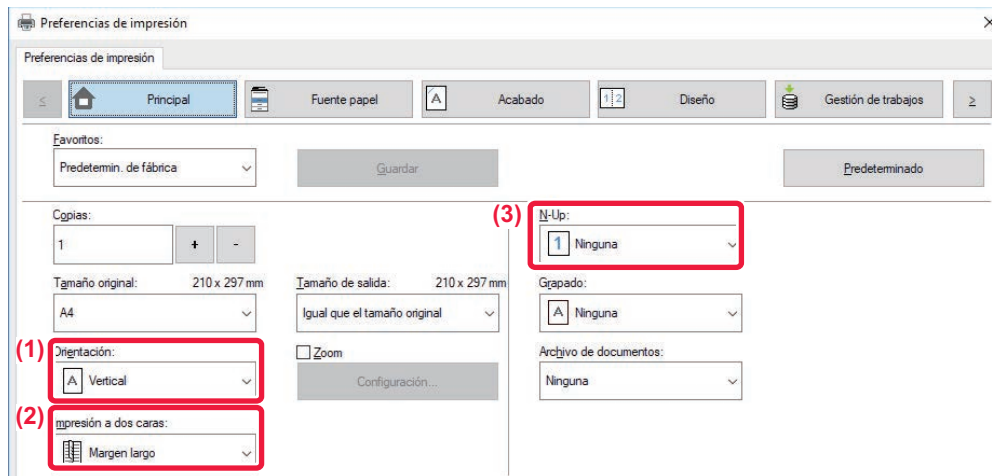 Preferencias de impresión
Preferencias de impresión
< Principal Fuente papel Acabado Diseño Gestión de trabajos >
Favoritos:
Predetermin. de fábrica Guardar Predeterminado
Copias: (3) N-Up:
1 + - 1 Ninguna
Tamaño original: 210 x 297 mm Tamaño de salida: 210 x 297 mm Grapado:
A4 Igual que el tamaño original A Ninguna
(1) Orientación: Zoom Archivo de documentos:
A Vertical Configuración... Ninguna
(2) mpresión a dos caras:
Margen largo